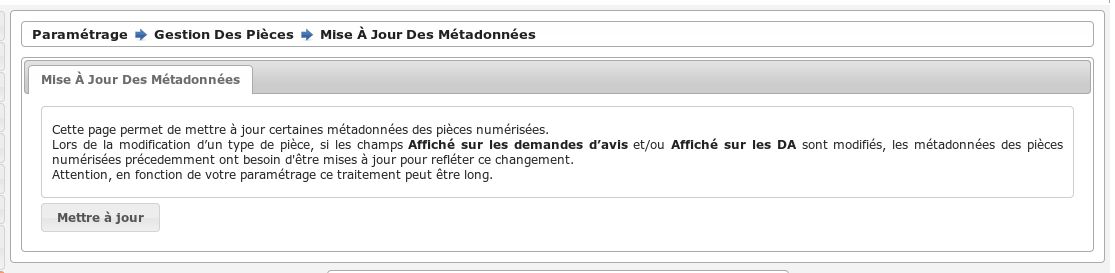 Paramétrage Gestion Des Pièces Mise À Jour Des Métadonnées
Mise À Jour Des Métadonnées
Cette page permet de mettre à jour certaines métadonnées des pièces numérisées.
Lors de la modification d’un type de pièce, si les champs Affiché sur les demandes d’avis et/ou Affiché sur les DA sont modifiés, les métadonnées des pièces
numérisées précedemment ont besoin d'être mises à jour pour refléter ce changement.
Attention, en fonction de votre paramétrage ce traitement peut être long.
Mettre à jour